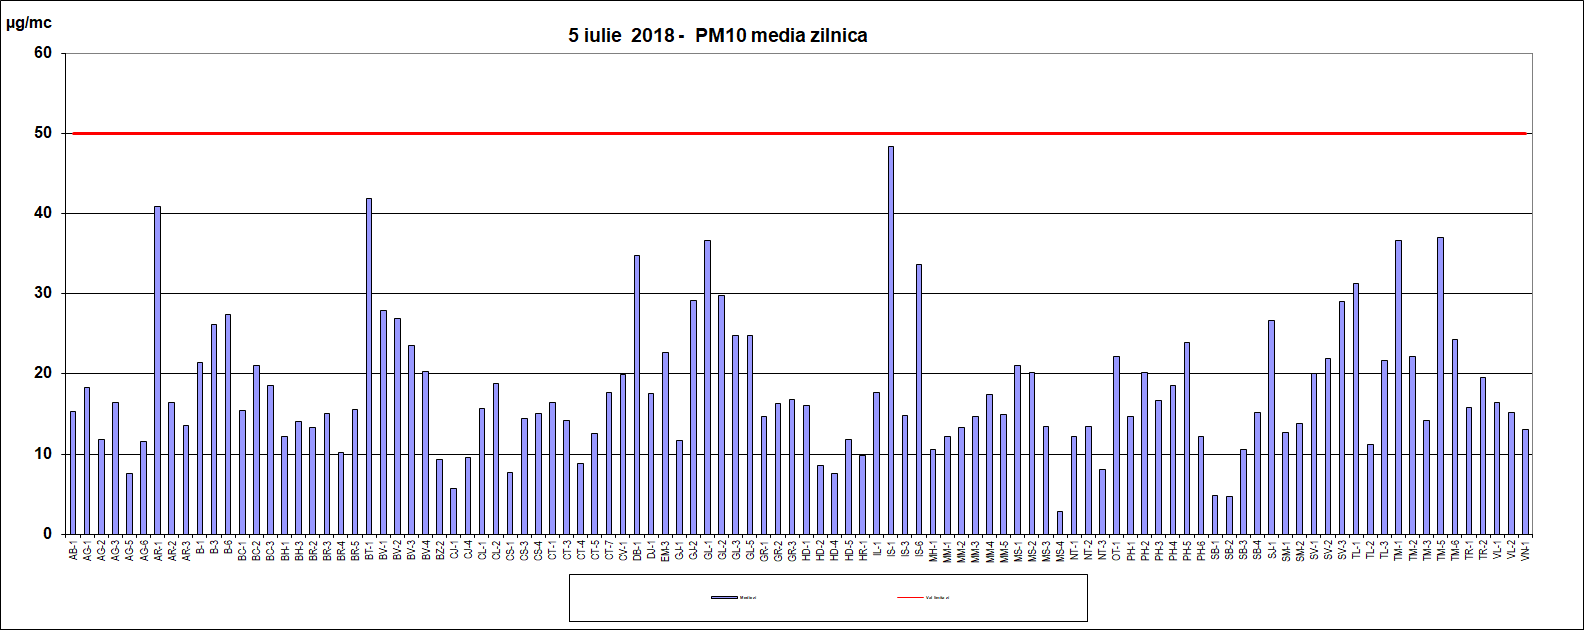 µg/mc
5 iulie 2018 - PM10 media zilnica
60
50
40
30
20
10
0
AB-1 AG-1 AG-2 AG-3 AG-5 AG-6 AR-1 AR-2 AR-3 B-1 B-3 B-6 BC-1 BC-2 BC-3 BH-1 BH-3 BR-2 BR-3 BR-4 BR-5 BT-1 BV-1 BV-2 BV-3 BV-4 BZ-2 CJ-1 CJ-4 CL-1 CL-2 CS-1 CS-3 CS-4 CT-1 CT-3 CT-4 CT-5 CT-7 CV-1 DB-1 DJ-1 EM-3 GJ-1 GJ-2 GL-1 GL-2 GL-3 GL-5 GR-1 GR-2 GR-3 HD-1 HD-2 HD-4 HD-5 HR-1 IL-1 IS-1 IS-3 IS-6 MH-1 MM-1 MM-2 MM-3 MM-4 MM-5 MS-1 MS-2 MS-3 MS-4 NT-1 NT-2 NT-3 OT-1 PH-1 PH-2 PH-3 PH-4 PH-5 PH-6 SB-1 SB-2 SB-3 SB-4 SJ-1 SM-1 SM-2 SV-1 SV-2 SV-3 TL-1 TL-2 TL-3 TM-1 TM-2 TM-3 TM-5 TM-6 TR-1 TR-2 VL-1 VL-2 VN-1